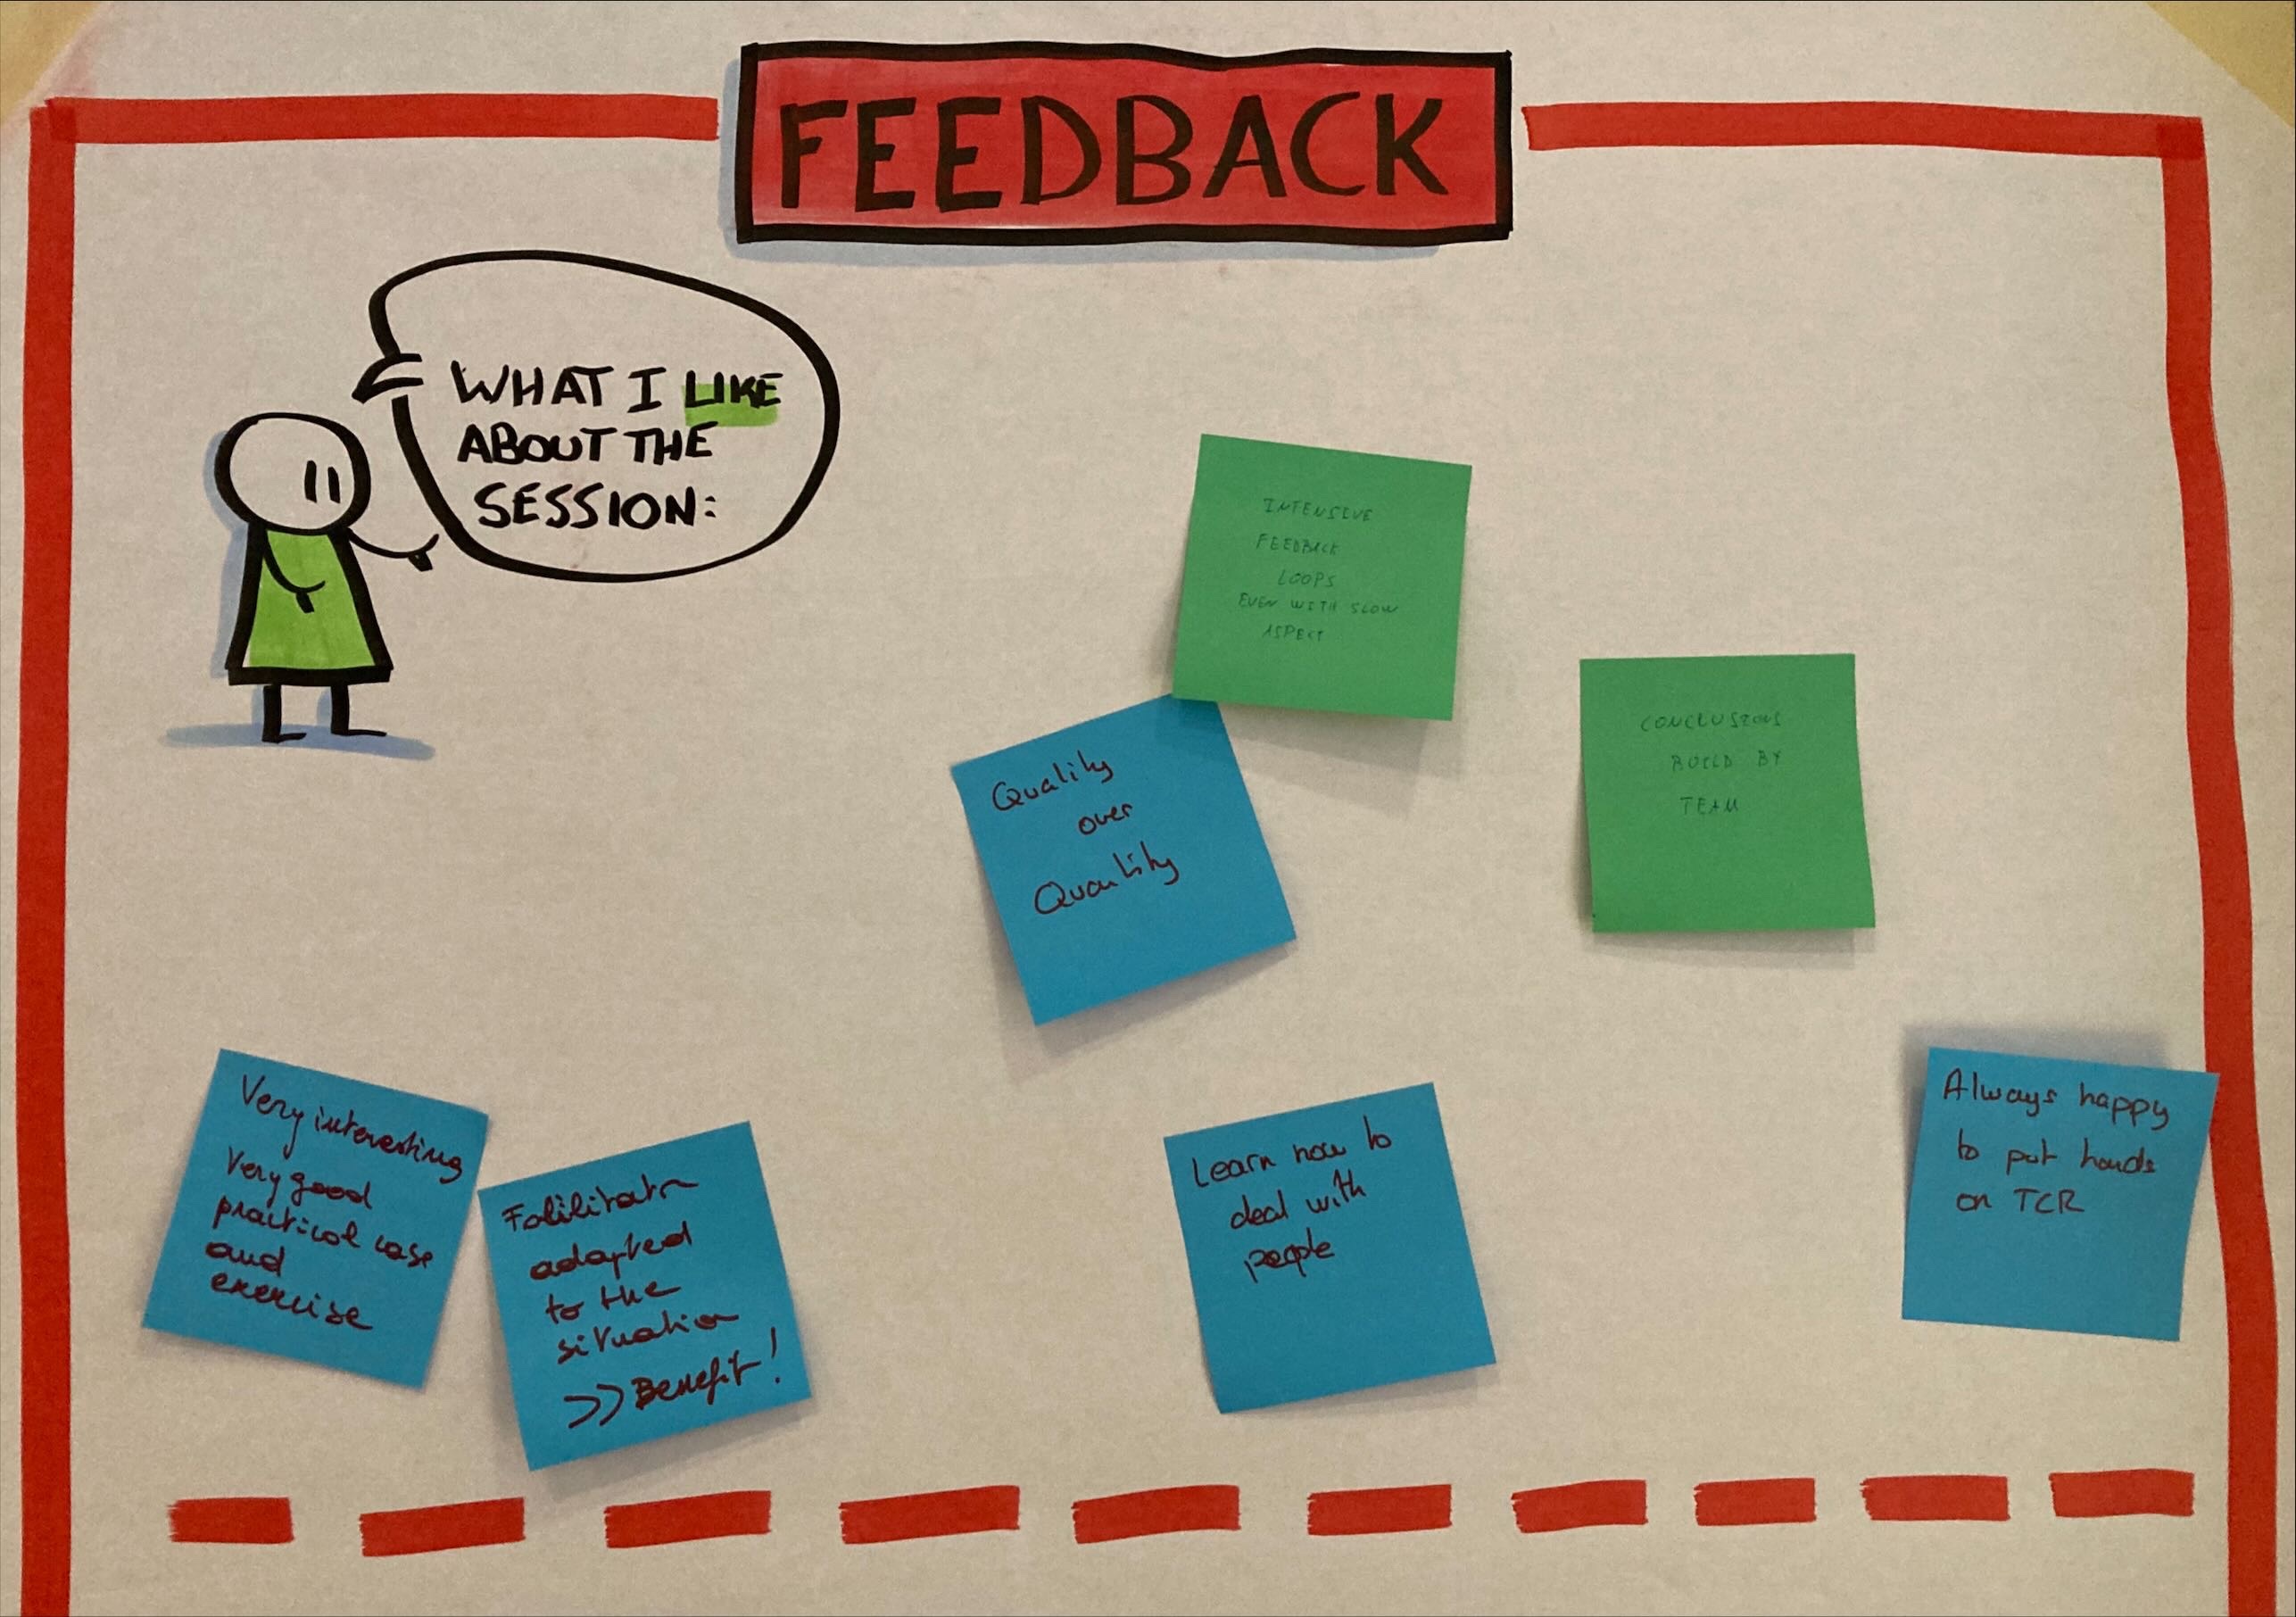 FEEDBACK
WHAT I LIKE
ABOUT THE
SESSION:
INTENSIVE
FEEDBACK
LOOPS
EVEN WITH SLOW
ASPECT
CONCLUSIONS
BUILD BY
TEAM
Quality
over
Quantity
Very interesting
Very good
practical case
and
exercise
Falilitator
adapted
to the
situation
>> Benefit!
Learn how to
deal with
people
Always happy
to put hands
on TCR